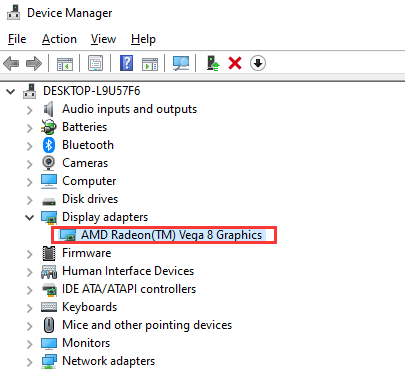 Device Manager
File Action View Help
DESKTOP-L9U57F6
Audio inputs and outputs
Batteries
Bluetooth
Cameras
Computer
Disk drives
Display adapters
AMD Radeon(TM) Vega 8 Graphics
Firmware
Human Interface Devices
IDE ATA/ATAPI controllers
Keyboards
Mice and other pointing devices
Monitors
Network adapters